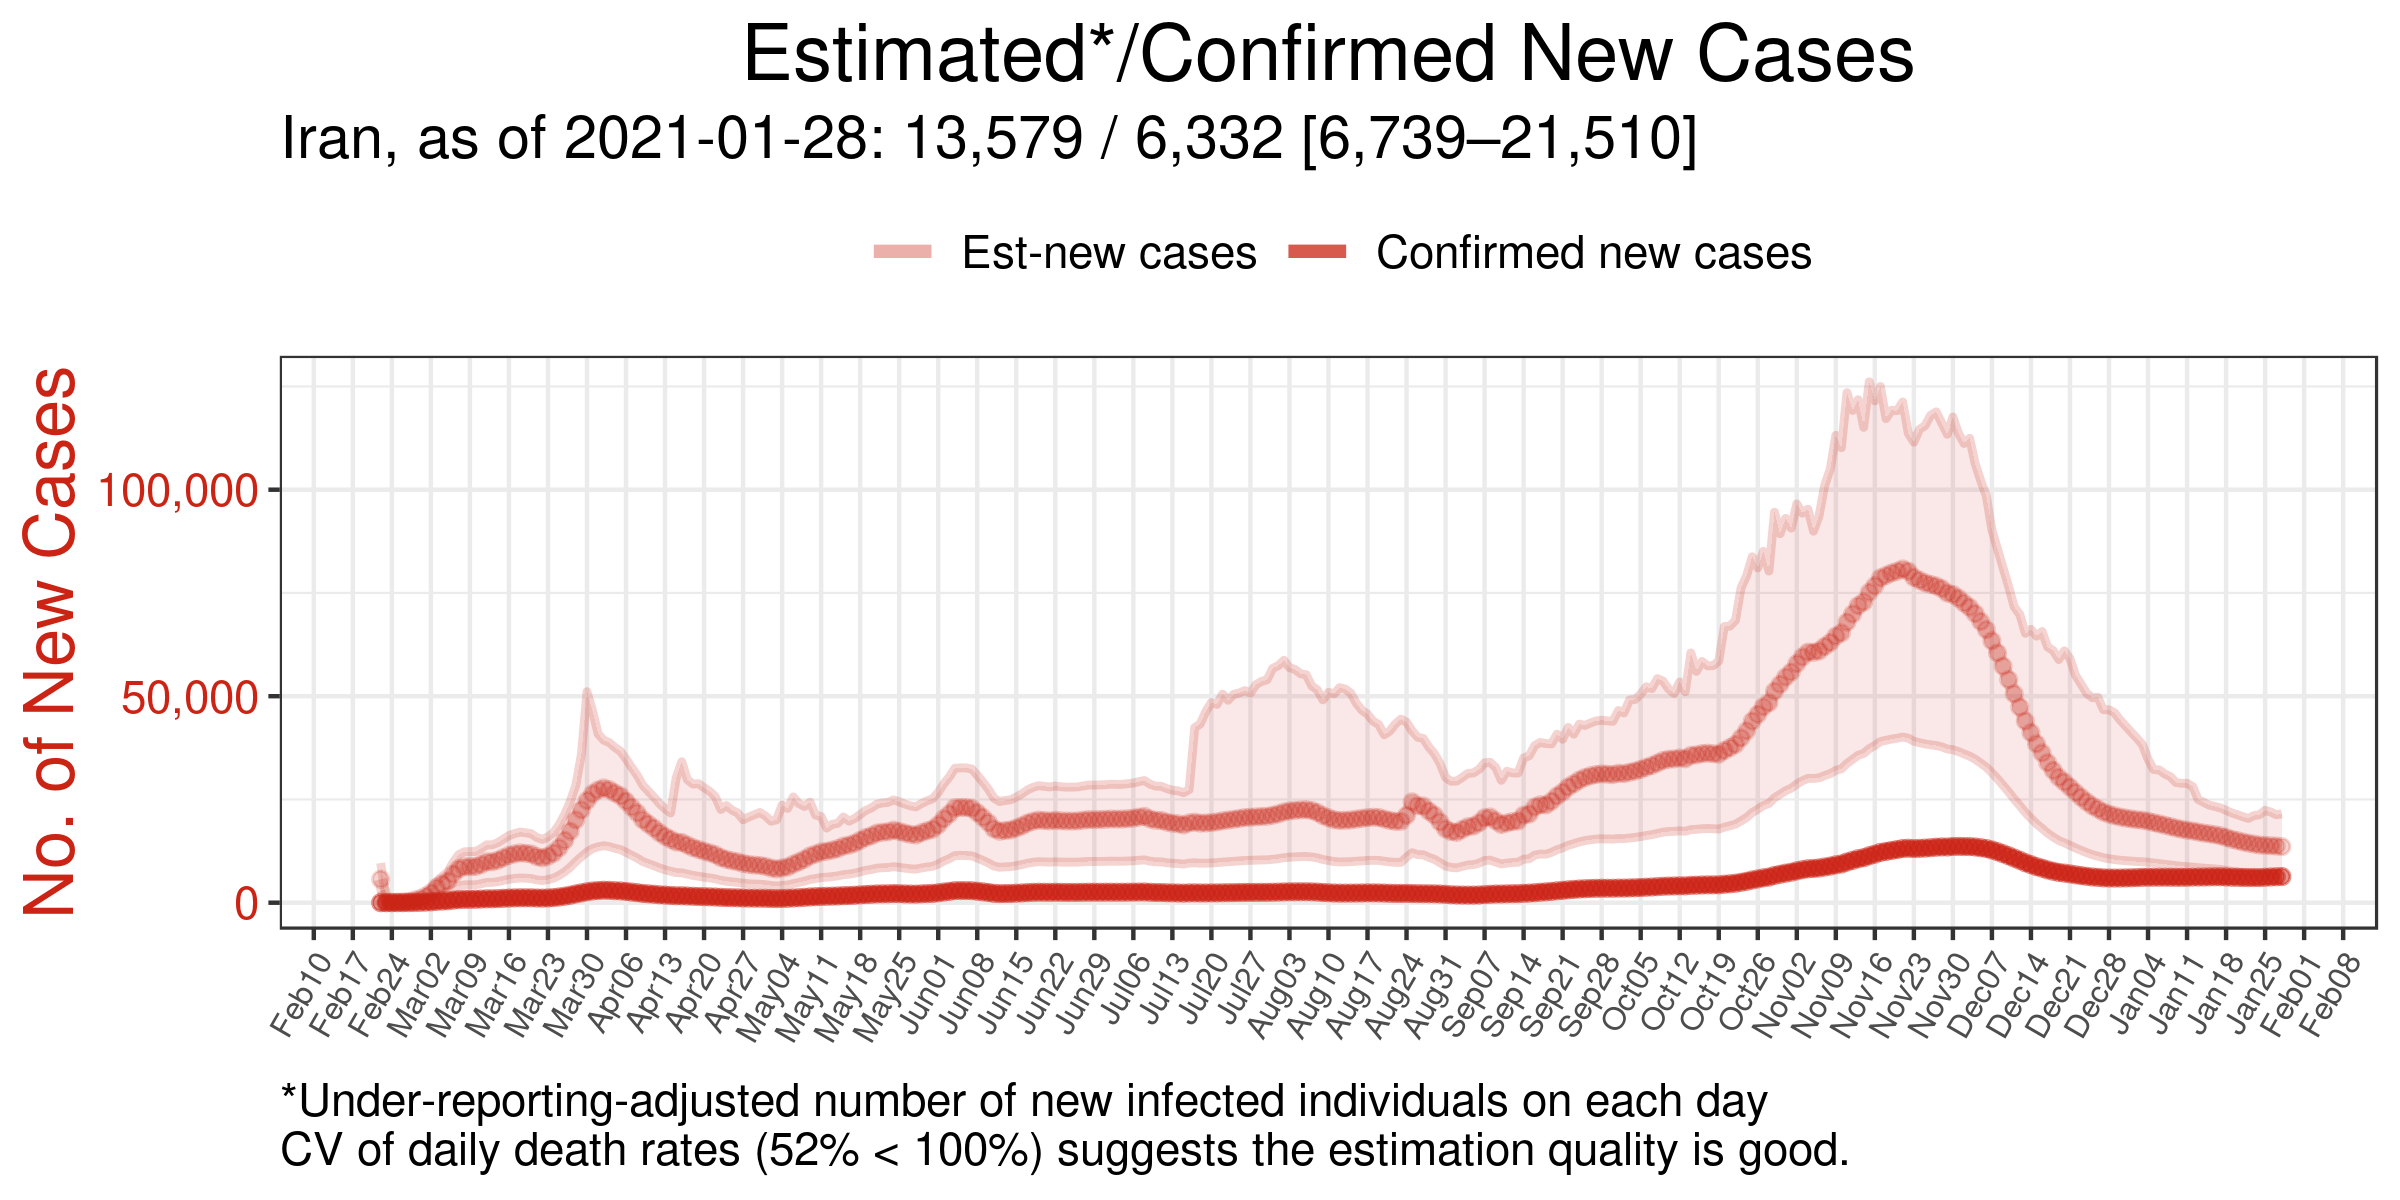 Estimated*/Confirmed New Cases
Iran, as of 2021-01-28: 13,579 / 6,332 [6,739–21,510]
Est-new cases
Confirmed new cases
No. of New Cases
100,000
50,000
0
Feb10
Feb17
Feb24
Mar02
Mar09
Mar16
Mar23
Mar30
Apr06
Apr13
Apr20
Apr27
May04
May11
May18
May25
Jun01
Jun08
Jun15
Jun22
Jun29
Jul06
Jul13
Jul20
Jul27
Aug03
Aug10
Aug17
Aug24
Aug31
Sep07
Sep14
Sep21
Sep28
Oct05
Oct12
Oct19
Oct26
Nov02
Nov09
Nov16
Nov23
Nov30
Dec07
Dec14
Dec21
Dec28
Jan04
Jan11
Jan18
Jan25
Feb01
Feb08
*Under-reporting-adjusted number of new infected individuals on each day
CV of daily death rates (52% < 100%) suggests the estimation quality is good.